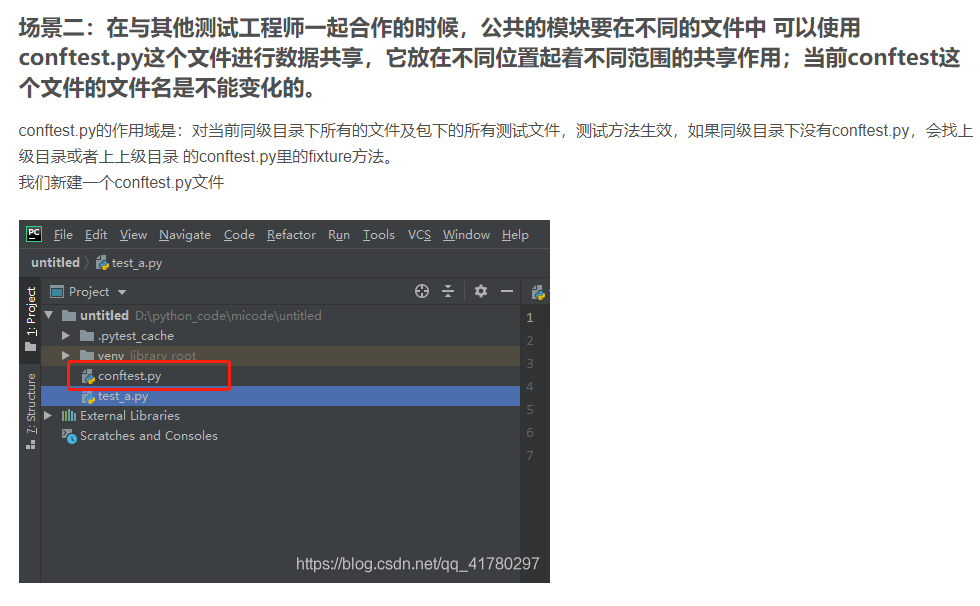 场景二：在与其他测试工程师一起合作的时候，公共的模块要在不同的文件中 可以使用
conftest.py这个文件进行数据共享，它放在不同位置起着不同范围的共享作用；当前conftest这
个文件的文件名是不能变化的。
conftest.py的作用域是：对当前同级目录下所有的文件及包下的所有测试文件，测试方法生效，如果同级目录下没有conftest.py，会找上
级目录或者上上级目录 的conftest.py里的fixture方法。
我们新建一个conftest.py文件
PC File Edit View Navigate Code Refactor Run Tools VCS Window Help
untitled test_a.py
1: Project
Project
untitled D:\python_code\micode\untitled
.pytest_cache
venv library root
conftest.py
test_a.py
External Libraries
Scratches and Consoles
7: Structure
1
2
3
4
5
6
7
https://blog.csdn.net/qq_41780297